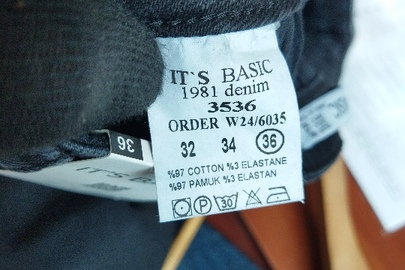 IT'S BASIC
1981 denim
3536
ORDER W24/6035
32 34 36
%97 COTTON %3 ELASTANE
%97 PAMUK %3 ELASTAN
P 30
36
IT'S